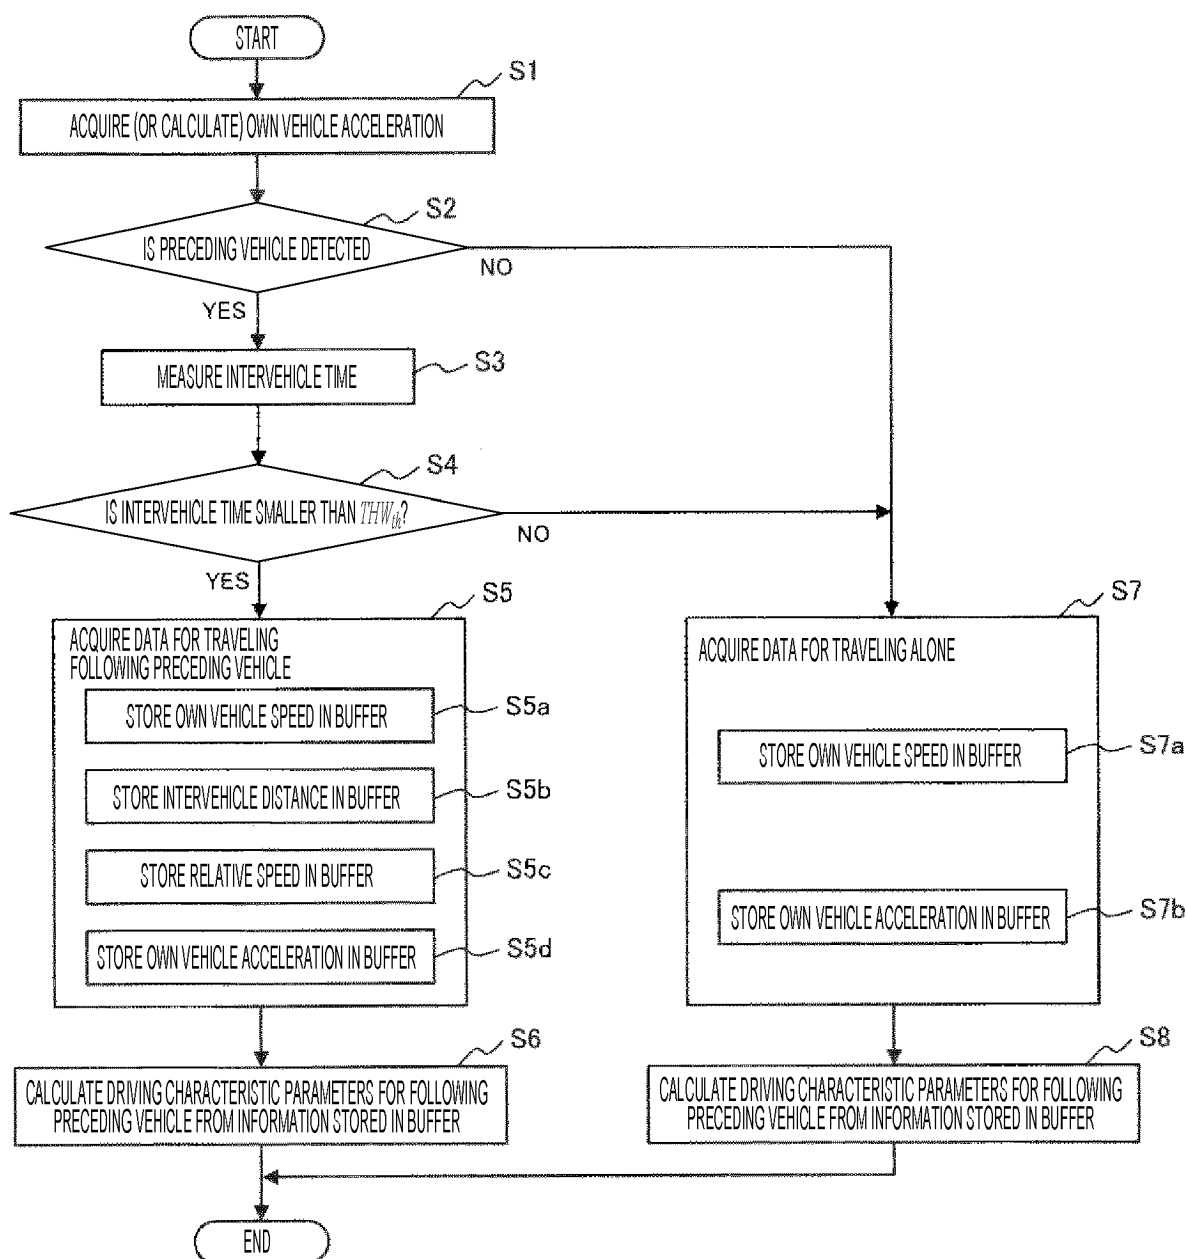 START
S1
ACQUIRE (OR CALCULATE) OWN VEHICLE ACCELERATION
S2
IS PRECEDING VEHICLE DETECTED
NO
YES
S3
MEASURE INTERVEHICLE TIME
S4
IS INTERVEHICLE TIME SMALLER THAN THWth?
NO
YES
S5
ACQUIRE DATA FOR TRAVELING
FOLLOWING PRECEDING VEHICLE
STORE OWN VEHICLE SPEED IN BUFFER
S5a
STORE INTERVEHICLE DISTANCE IN BUFFER
S5b
STORE RELATIVE SPEED IN BUFFER
S5c
STORE OWN VEHICLE ACCELERATION IN BUFFER
S5d
S7
ACQUIRE DATA FOR TRAVELING ALONE
STORE OWN VEHICLE SPEED IN BUFFER
S7a
STORE OWN VEHICLE ACCELERATION IN BUFFER
S7b
S6
CALCULATE DRIVING CHARACTERISTIC PARAMETERS FOR FOLLOWING
PRECEDING VEHICLE FROM INFORMATION STORED IN BUFFER
S8
CALCULATE DRIVING CHARACTERISTIC PARAMETERS FOR FOLLOWING
PRECEDING VEHICLE FROM INFORMATION STORED IN BUFFER
END